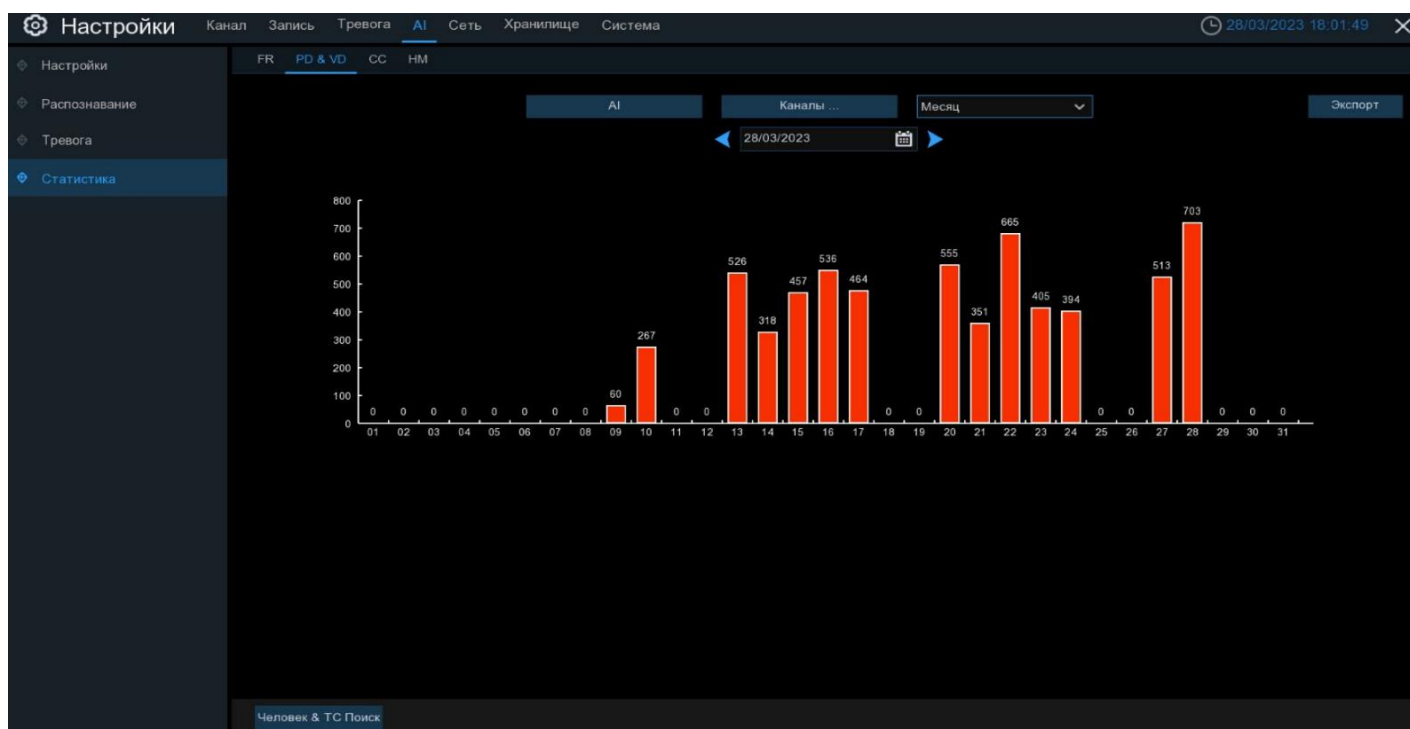 Настройки Канал Запись Тревога AI Сеть Хранилище Система 28/03/2023 18:01:49
Настройки
Распознавание
Тревога
Статистика
FR PD & VD CC HM
AI Каналы ... Месяц Экспорт
28/03/2023
800
700
600
500
400
300
200
100
0
0 0 0 0 0 0 0 0 60 267 0 0 526 318 457 536 464 0 0 555 351 665 405 394 0 0 513 703 0 0 0
01 02 03 04 05 06 07 08 09 10 11 12 13 14 15 16 17 18 19 20 21 22 23 24 25 26 27 28 29 30 31
Человек & ТС Поиск